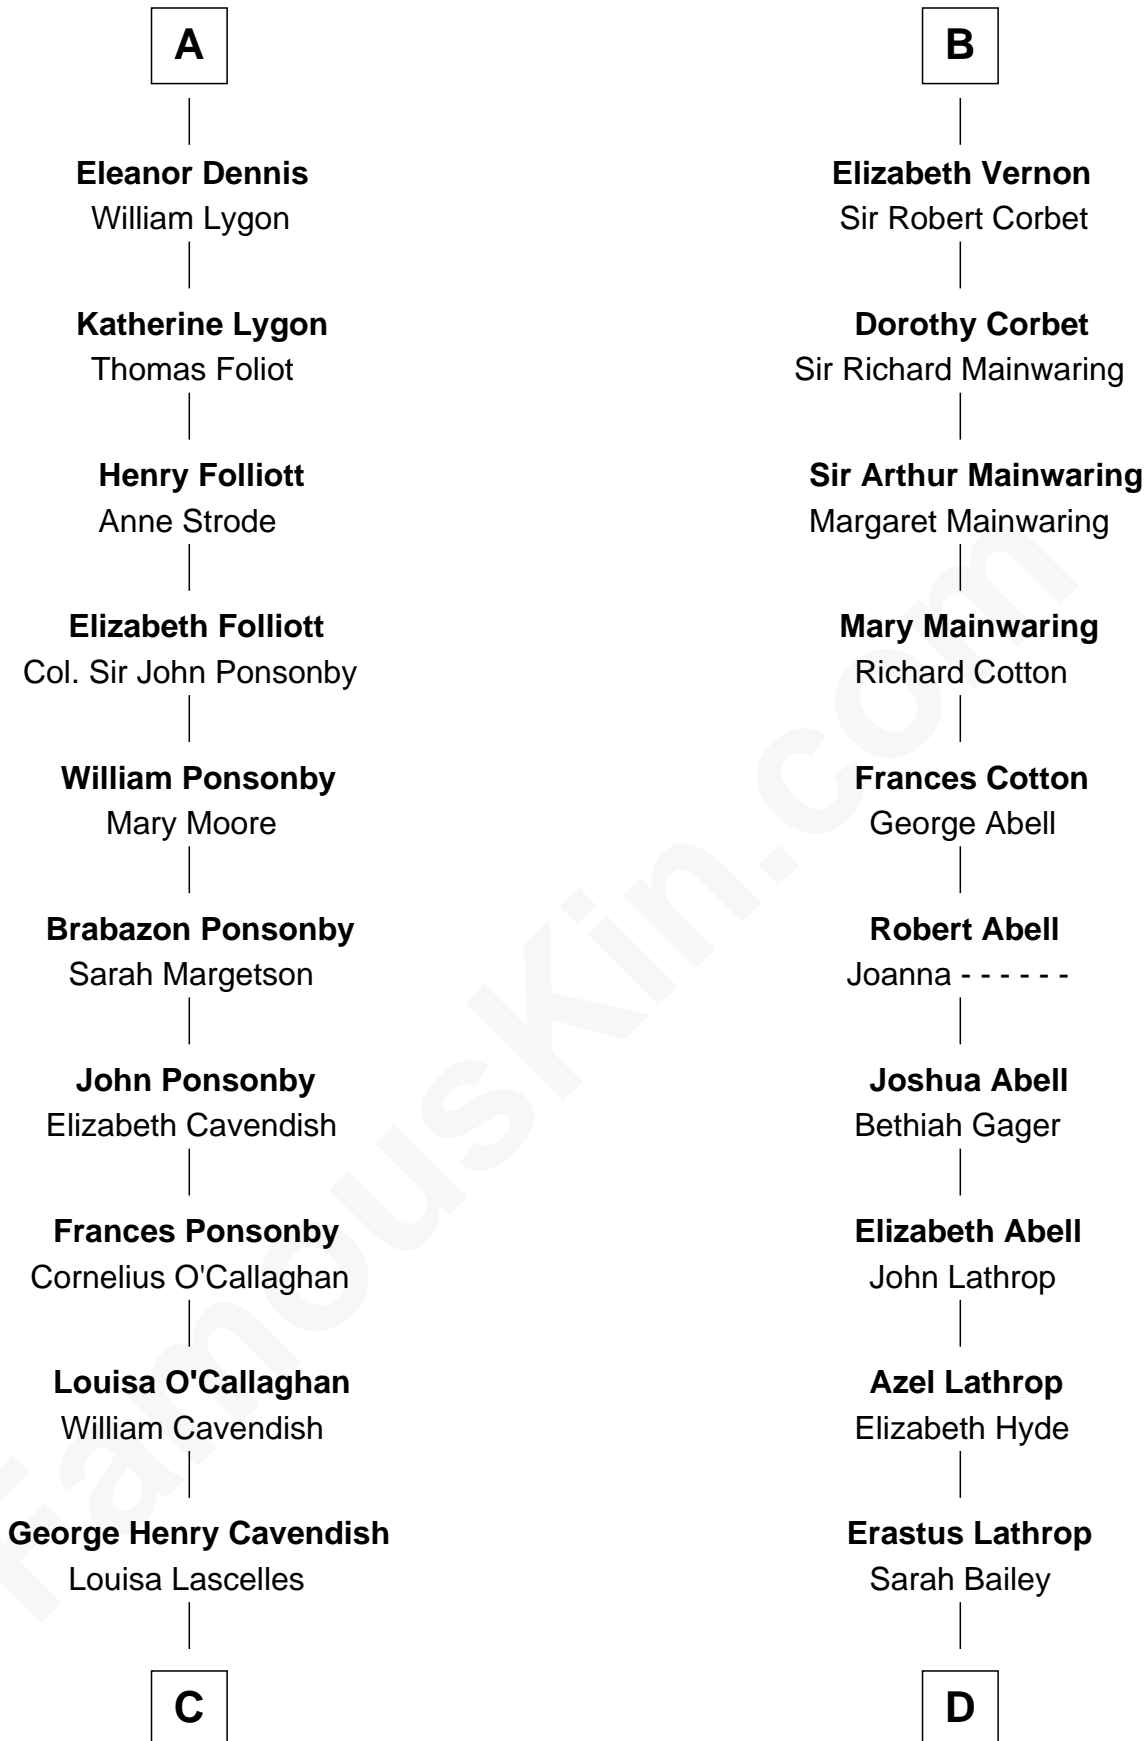 A
Eleanor Dennis
William Lygon
Katherine Lygon
Thomas Foliot
Henry Folliott
Anne Strode
Elizabeth Folliott
Col. Sir John Ponsonby
William Ponsonby
Mary Moore
Brabazon Ponsonby
Sarah Margetson
John Ponsonby
Elizabeth Cavendish
Frances Ponsonby
Cornelius O'Callaghan
Louisa O'Callaghan
William Cavendish
George Henry Cavendish
Louisa Lascelles
C
B
Elizabeth Vernon
Sir Robert Corbet
Dorothy Corbet
Sir Richard Mainwaring
Sir Arthur Mainwaring
Margaret Mainwaring
Mary Mainwaring
Richard Cotton
Frances Cotton
George Abell
Robert Abell
Joanna - - - - - -
Joshua Abell
Bethiah Gager
Elizabeth Abell
John Lathrop
Azel Lathrop
Elizabeth Hyde
Erastus Lathrop
Sarah Bailey
D
FamousKin.com